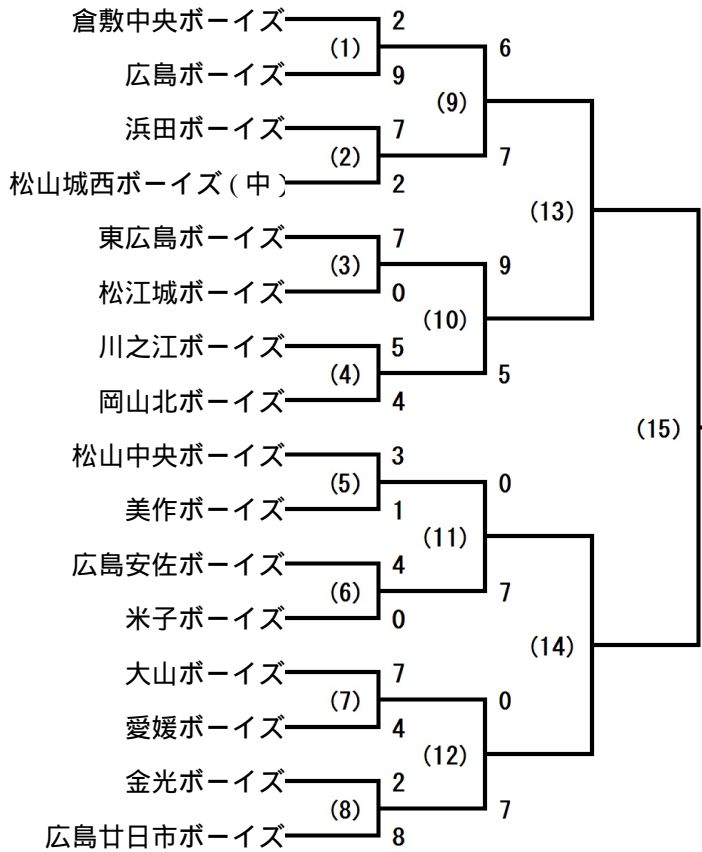 倉敷中央ボーイズ 2
(1) 6
広島ボーイズ 9
(9)
浜田ボーイズ 7
(2) 7
松山城西ボーイズ(中) 2
(13)
東広島ボーイズ 7
(3) 9
松江城ボーイズ 0
(10)
川之江ボーイズ 5
(4) 5
岡山北ボーイズ 4
(15)
松山中央ボーイズ 3
(5) 0
美作ボーイズ 1
(11)
広島安佐ボーイズ 4
(6) 7
米子ボーイズ 0
(14)
大山ボーイズ 7
(7) 0
愛媛ボーイズ 4
(12)
金光ボーイズ 2
(8) 7
広島廿日市ボーイズ 8